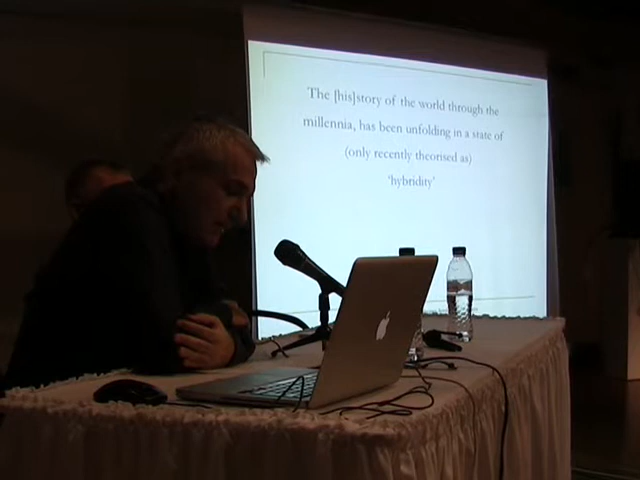 The [his]story of the world through the
millennia, has been unfolding in a state of
(only recently theorised as)
'hybridity'